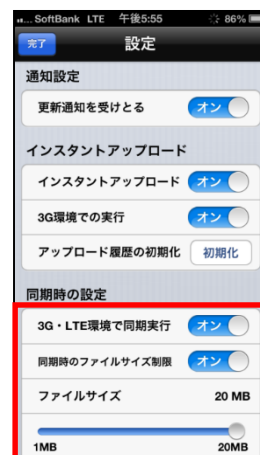 SoftBank LTE 午後5:55 86%
完了 設定
通知設定
更新通知を受けとる オン
インスタントアップロード
インスタントアップロード オン
3G環境での実行 オン
アップロード履歴の初期化 初期化
同期時の設定
3G・LTE環境で同期実行 オン
同期時のファイルサイズ制限 オン
ファイルサイズ 20 MB
1MB 20MB